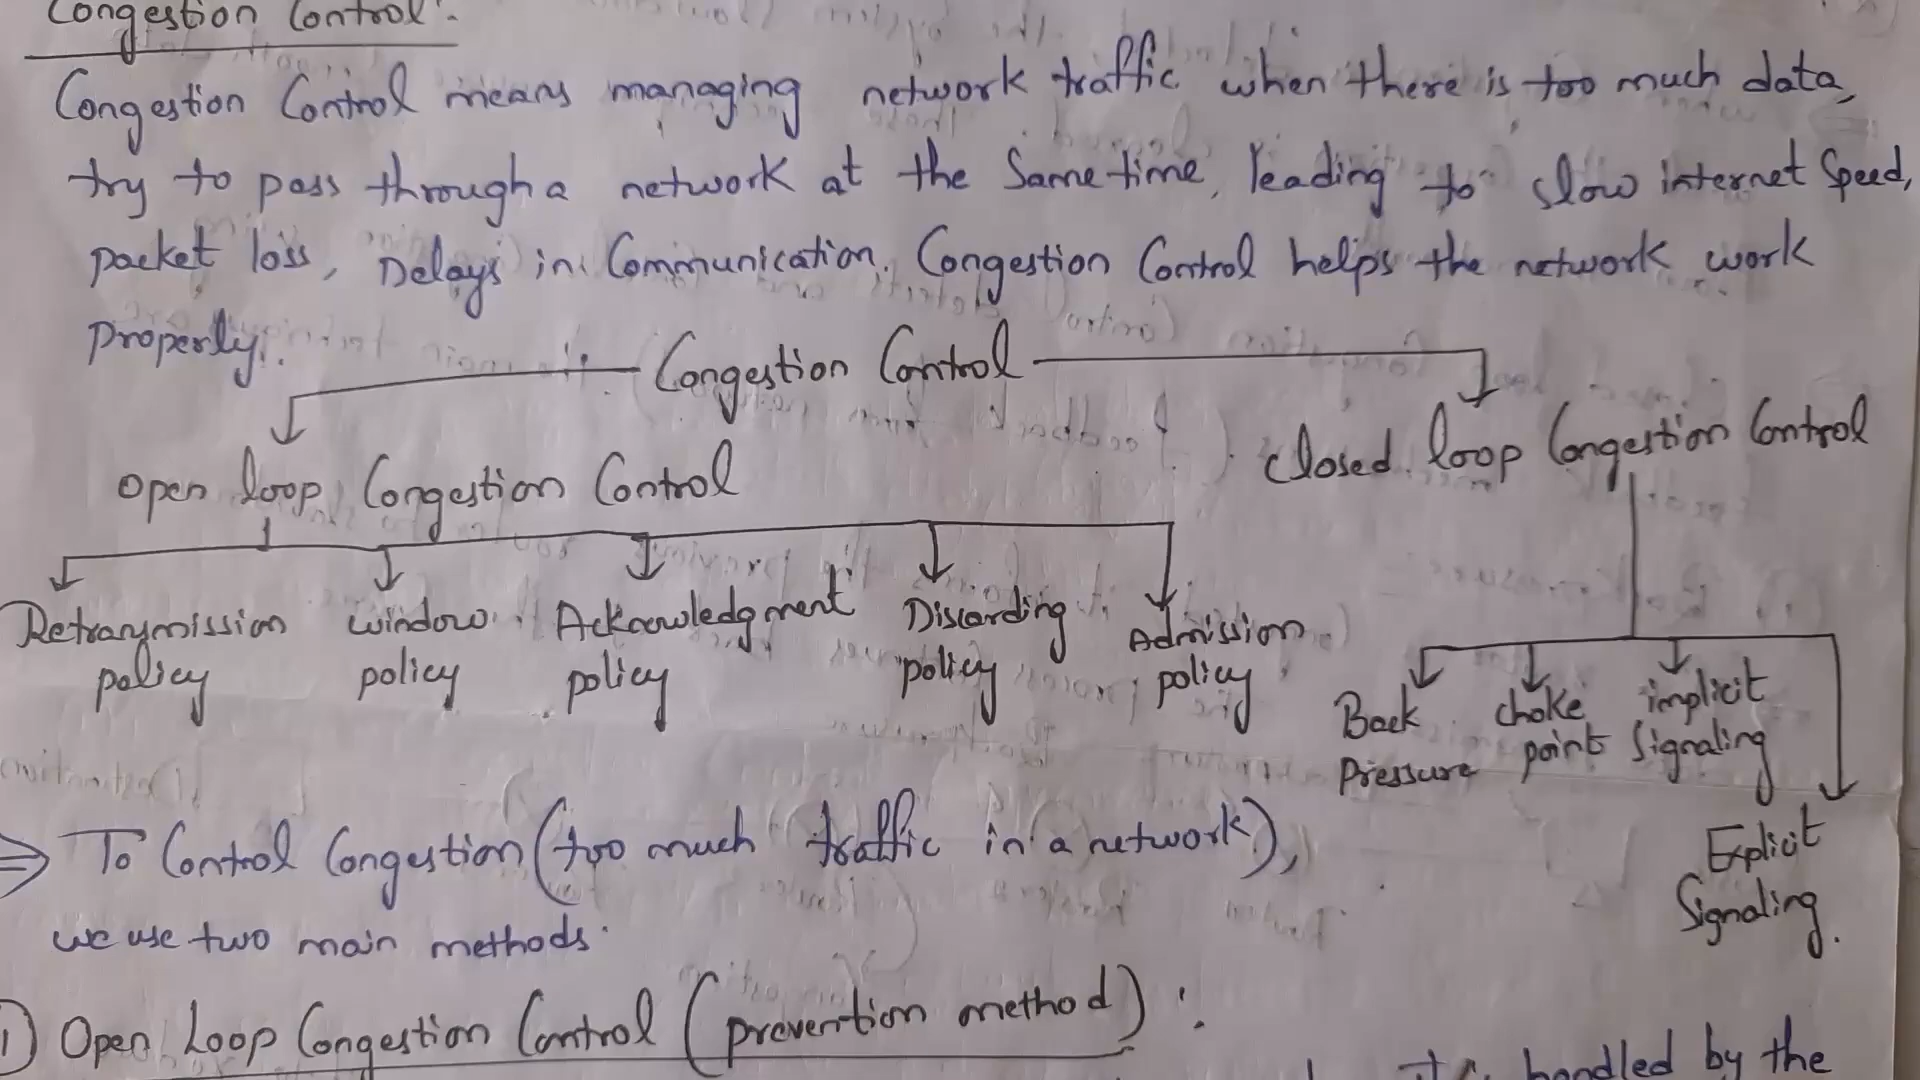 Congestion Control:
Congestion Control means managing network traffic when there is too much data,
try to pass through a network at the same time, leading to slow internet speed,
packet loss, Delays in Communication. Congestion Control helps the network work
properly.
Congestion Control
Open loop Congestion Control
Closed loop Congestion Control
Retransmission policy
window policy
Acknowledgment policy
Discarding policy
Admission policy
Back Pressure
choke point
implicit Signaling
Explicit Signaling.
⇒ To Control Congestion (too much traffic in a network),
we use two main methods.
1) Open Loop Congestion Control (prevention method):
handled by the